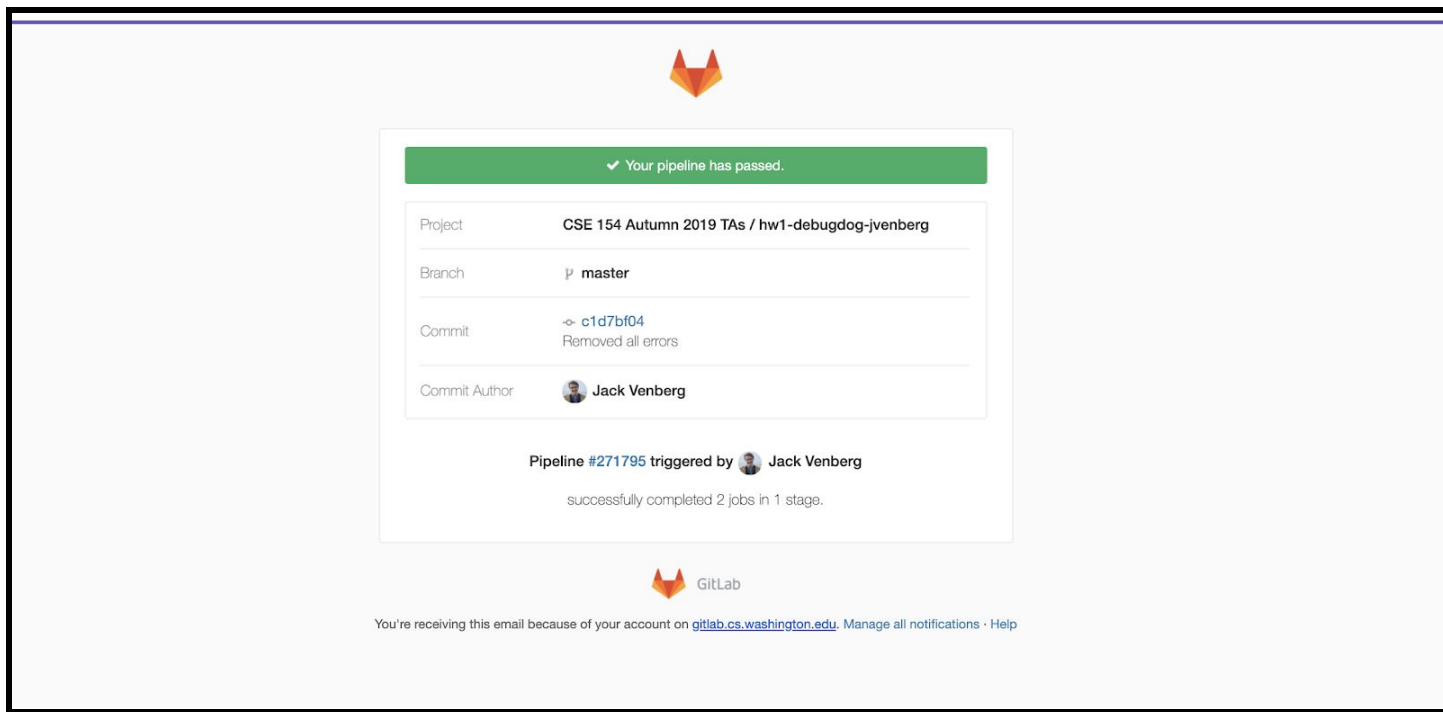 Your pipeline has passed.
Project CSE 154 Autumn 2019 TAs / hw1-debugdog-jvenberg
Branch master
Commit c1d7bf04
Removed all errors
Commit Author Jack Venberg
Pipeline #271795 triggered by Jack Venberg
successfully completed 2 jobs in 1 stage.
GitLab
You're receiving this email because of your account on gitlab.cs.washington.edu. Manage all notifications · Help